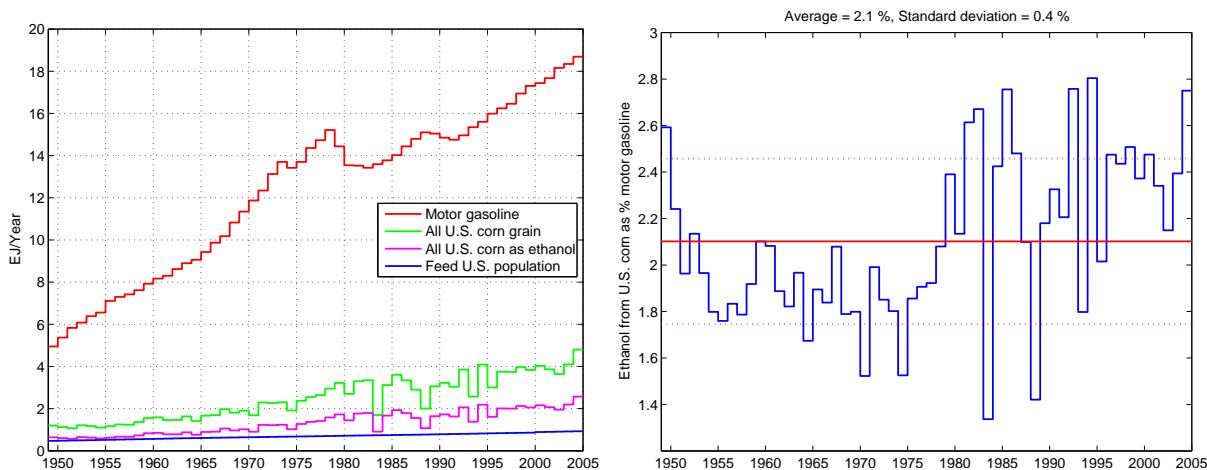 20
18
16
14
12
10
8
6
4
2
0
EJ/Year
1950 1955 1960 1965 1970 1975 1980 1985 1990 1995 2000 2005
Motor gasoline
All U.S. corn grain
All U.S. corn as ethanol
Feed U.S. population
Average = 2.1 %, Standard deviation = 0.4 %
3
2.8
2.6
2.4
2.2
2
1.8
1.6
1.4
Ethanol from U.S. corn as % motor gasoline
1950 1955 1960 1965 1970 1975 1980 1985 1990 1995 2000 2005